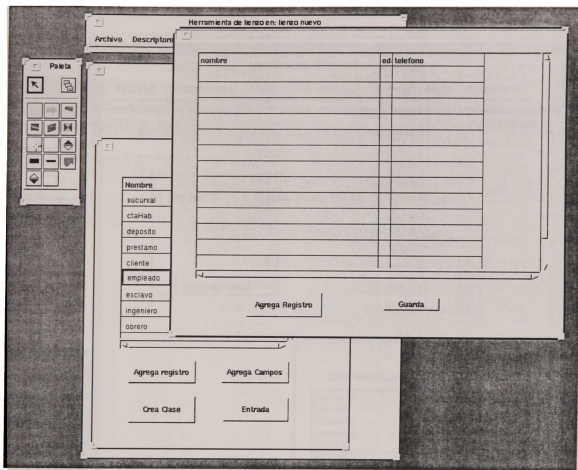 Herramienta de lienzo en: lienzo nuevo
Archivo Descriptore
Paleta
nombre ed telefono
Nombre
sucursal
ctaHab
deposito
prestamo
cliente
empleado
esclavo
ingeniero
obrero
Agrega Registro Guarda
Agrega registro Agrega Campos
Crea Clase Entrada